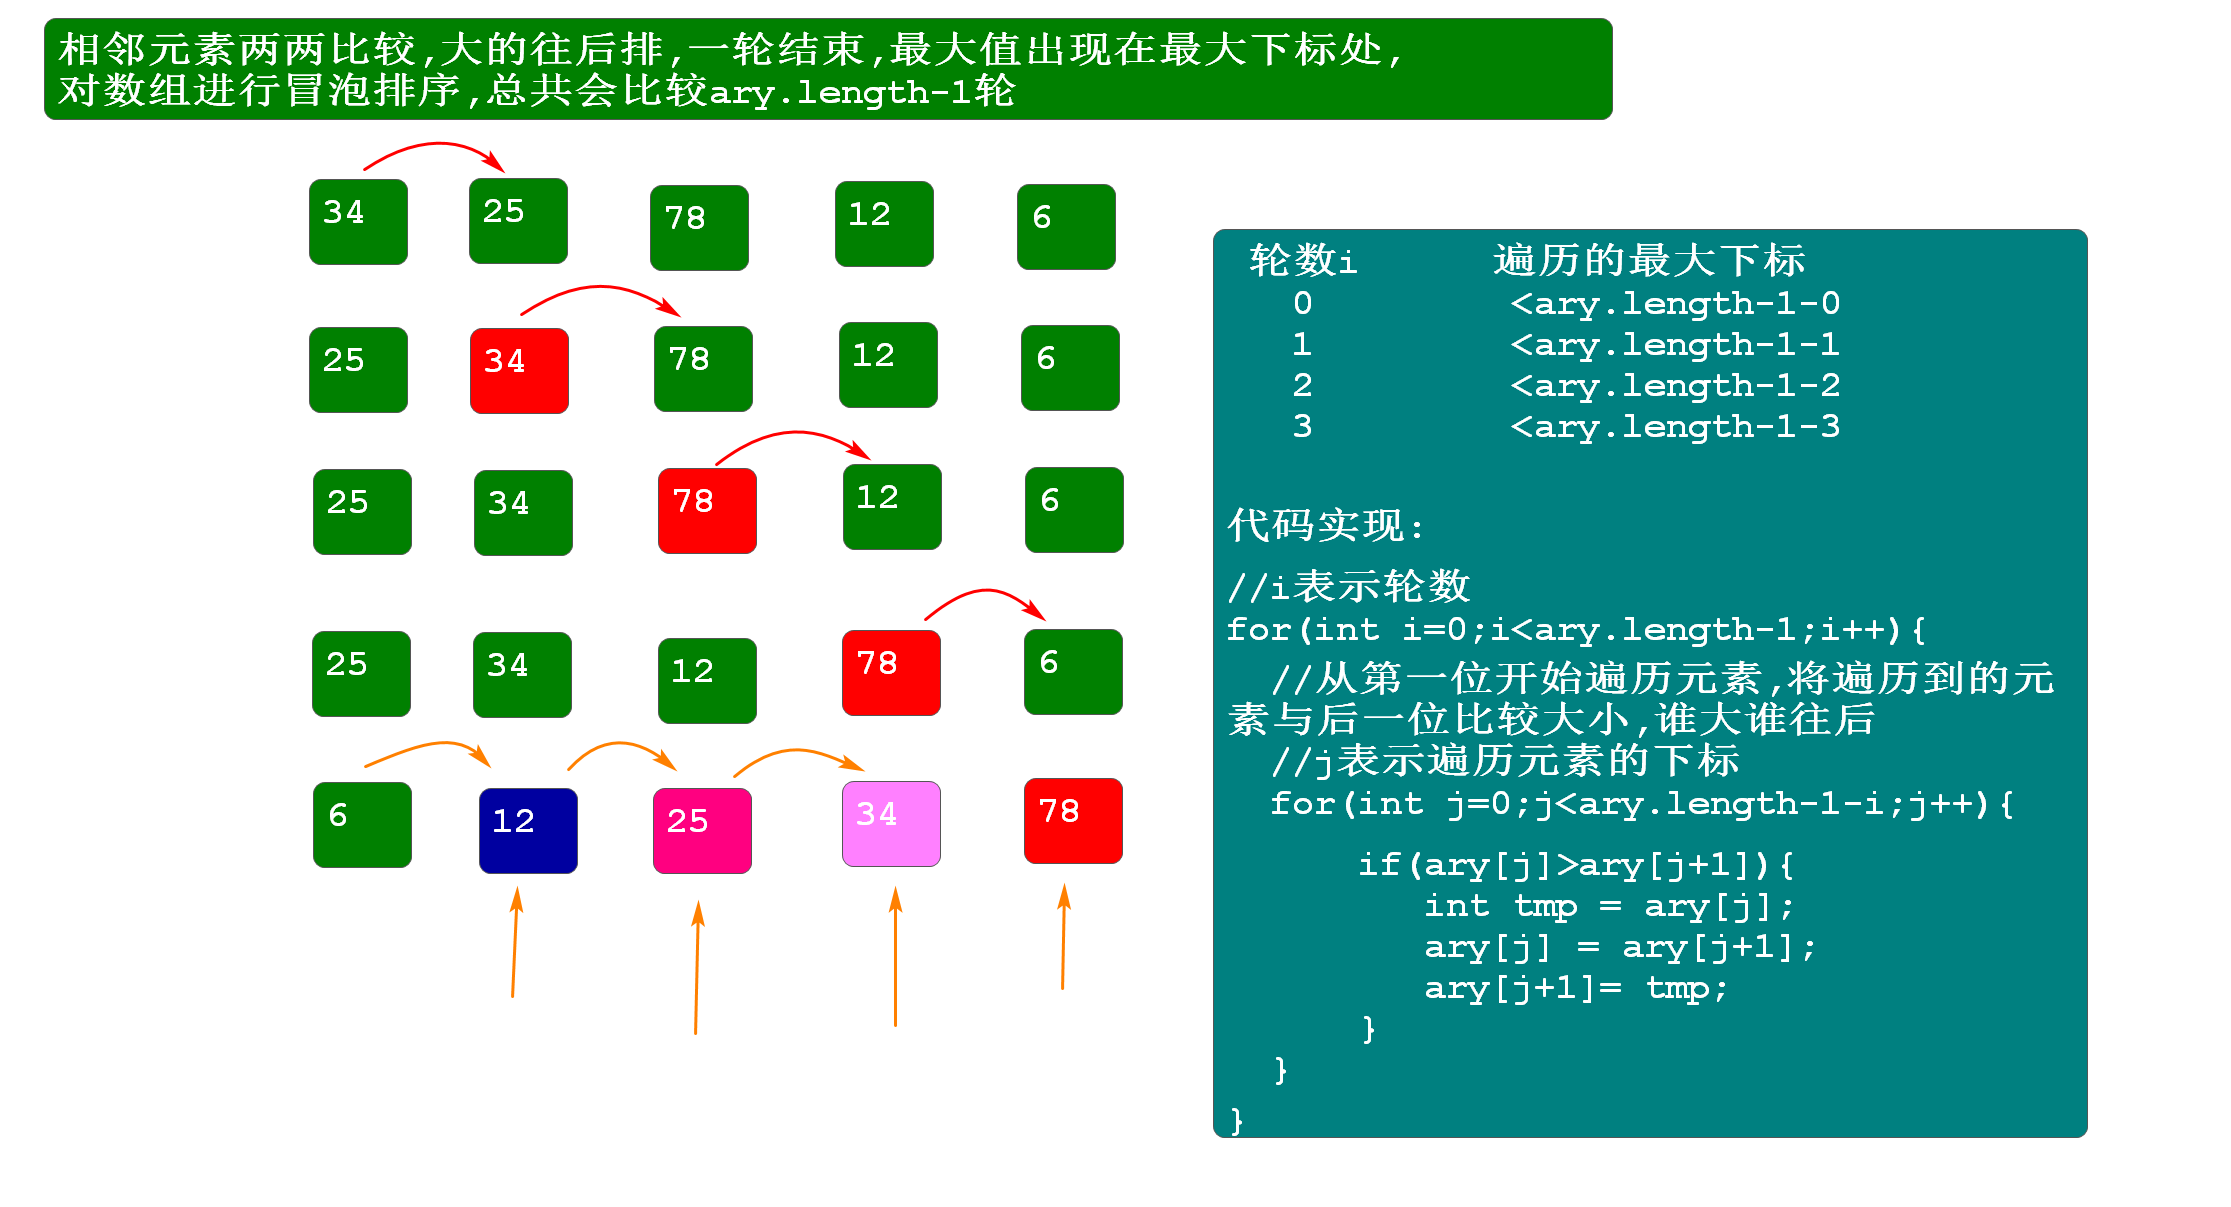 相邻元素两两比较,大的往后排,一轮结束,最大值出现在最大下标处,
对数组进行冒泡排序,总共会比较ary.length-1轮
34 25 78 12 6
25 34 78 12 6
25 34 78 12 6
25 34 12 78 6
6 12 25 34 78
轮数i 遍历的最大下标
0 <ary.length-1-0
1 <ary.length-1-1
2 <ary.length-1-2
3 <ary.length-1-3
代码实现:
//i表示轮数
for(int i=0;i<ary.length-1;i++){
//从第一位开始遍历元素,将遍历到的元
素与后一位比较大小,谁大谁往后
//j表示遍历元素的下标
for(int j=0;j<ary.length-1-i;j++){
if(ary[j]>ary[j+1]){
int tmp = ary[j];
ary[j] = ary[j+1];
ary[j+1]= tmp;
}
}
}